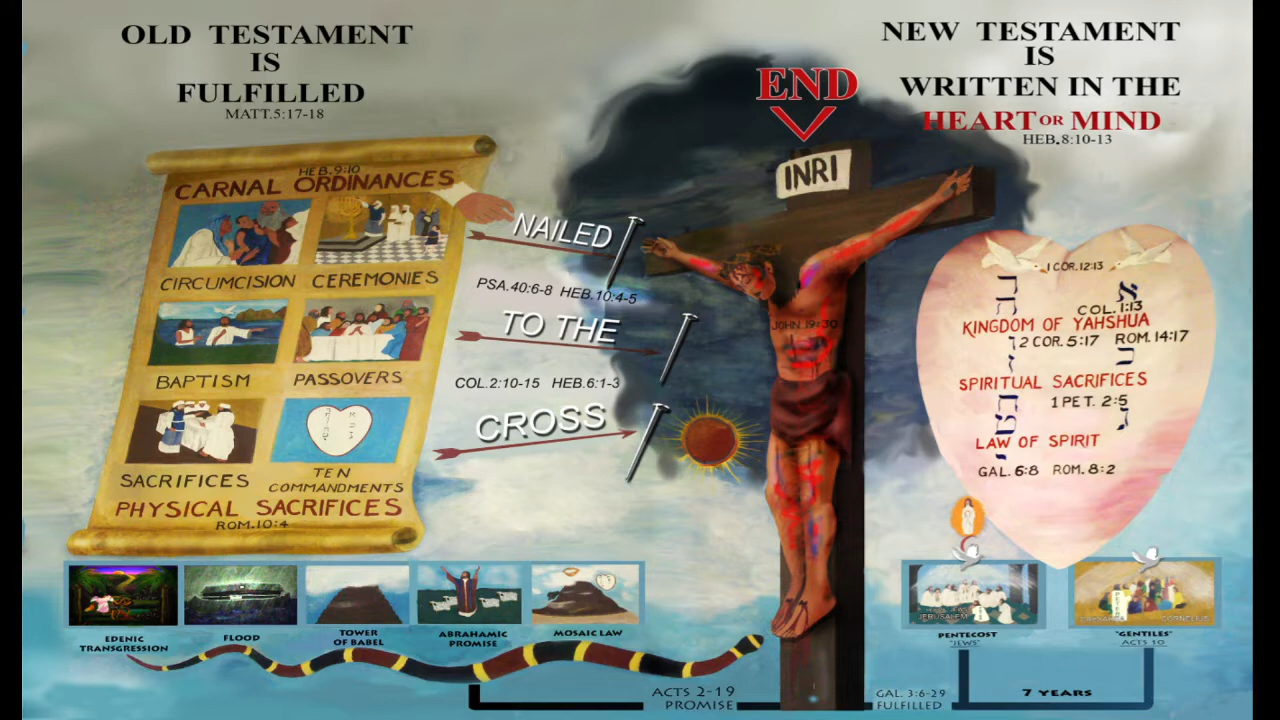 OLD TESTAMENT
IS
FULFILLED
MATT.5:17-18
NEW TESTAMENT
IS
WRITTEN IN THE
HEART OR MIND
HEB.8:10-13
END
INRI
HEB.9:10
CARNAL ORDINANCES
CIRCUMCISION CEREMONIES
BAPTISM PASSOVERS
SACRIFICES TEN
COMMANDMENTS
PHYSICAL SACRIFICES
ROM.10:4
NAILED
PSA.40:6-8 HEB.10:4-5
TO THE
COL.2:10-15 HEB.6:1-3
CROSS
JOHN 19:30
1 COR.12:13
COL.1:13
KINGDOM OF YAHSHUA
2 COR.5:17 ROM.14:17
SPIRITUAL SACRIFICES
1 PET. 2:5
LAW OF SPIRIT
GAL. 6:8 ROM. 8:2
EDENIC
TRANSGRESSION
FLOOD
TOWER
OF BABEL
ABRAHAMIC
PROMISE
MOSAIC LAW
JERUSALEM
CORNELIUS
PENTECOST
"JEWS"
"GENTILES"
ACTS 10
ACTS 2-19
PROMISE
GAL. 3:6-29
FULFILLED
7 YEARS